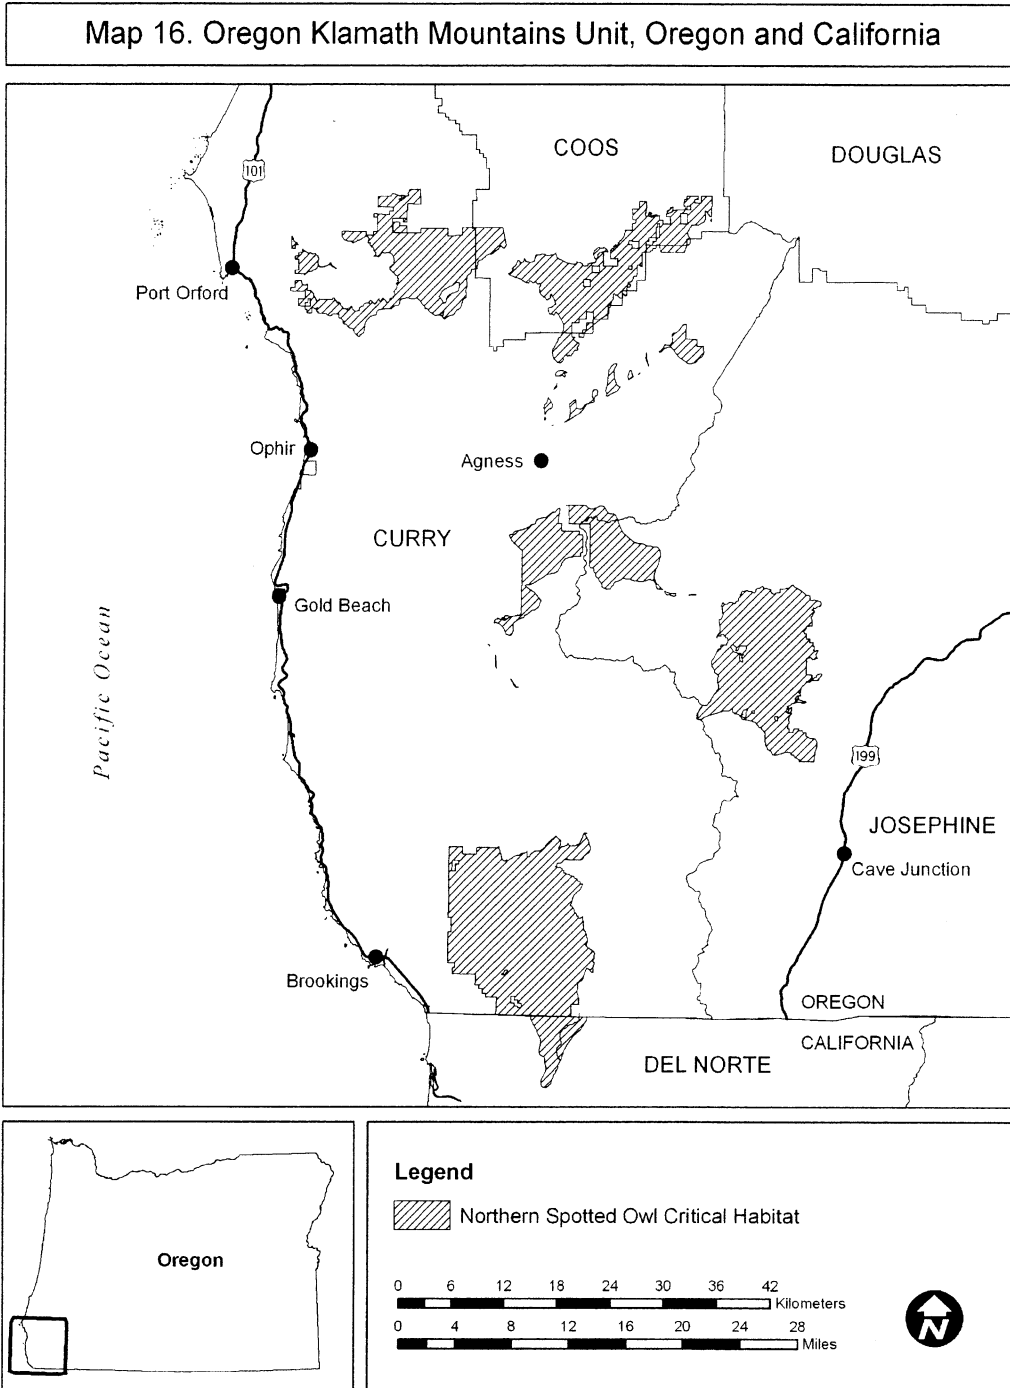 Map 16. Oregon Klamath Mountains Unit, Oregon and California
COOS
DOUGLAS
101
Port Orford
Ophir
Agness
CURRY
Gold Beach
Pacific Ocean
199
JOSEPHINE
Cave Junction
Brookings
OREGON
CALIFORNIA
DEL NORTE
Oregon
Legend
Northern Spotted Owl Critical Habitat
0 6 12 18 24 30 36 42
Kilometers
0 4 8 12 16 20 24 28
Miles
N